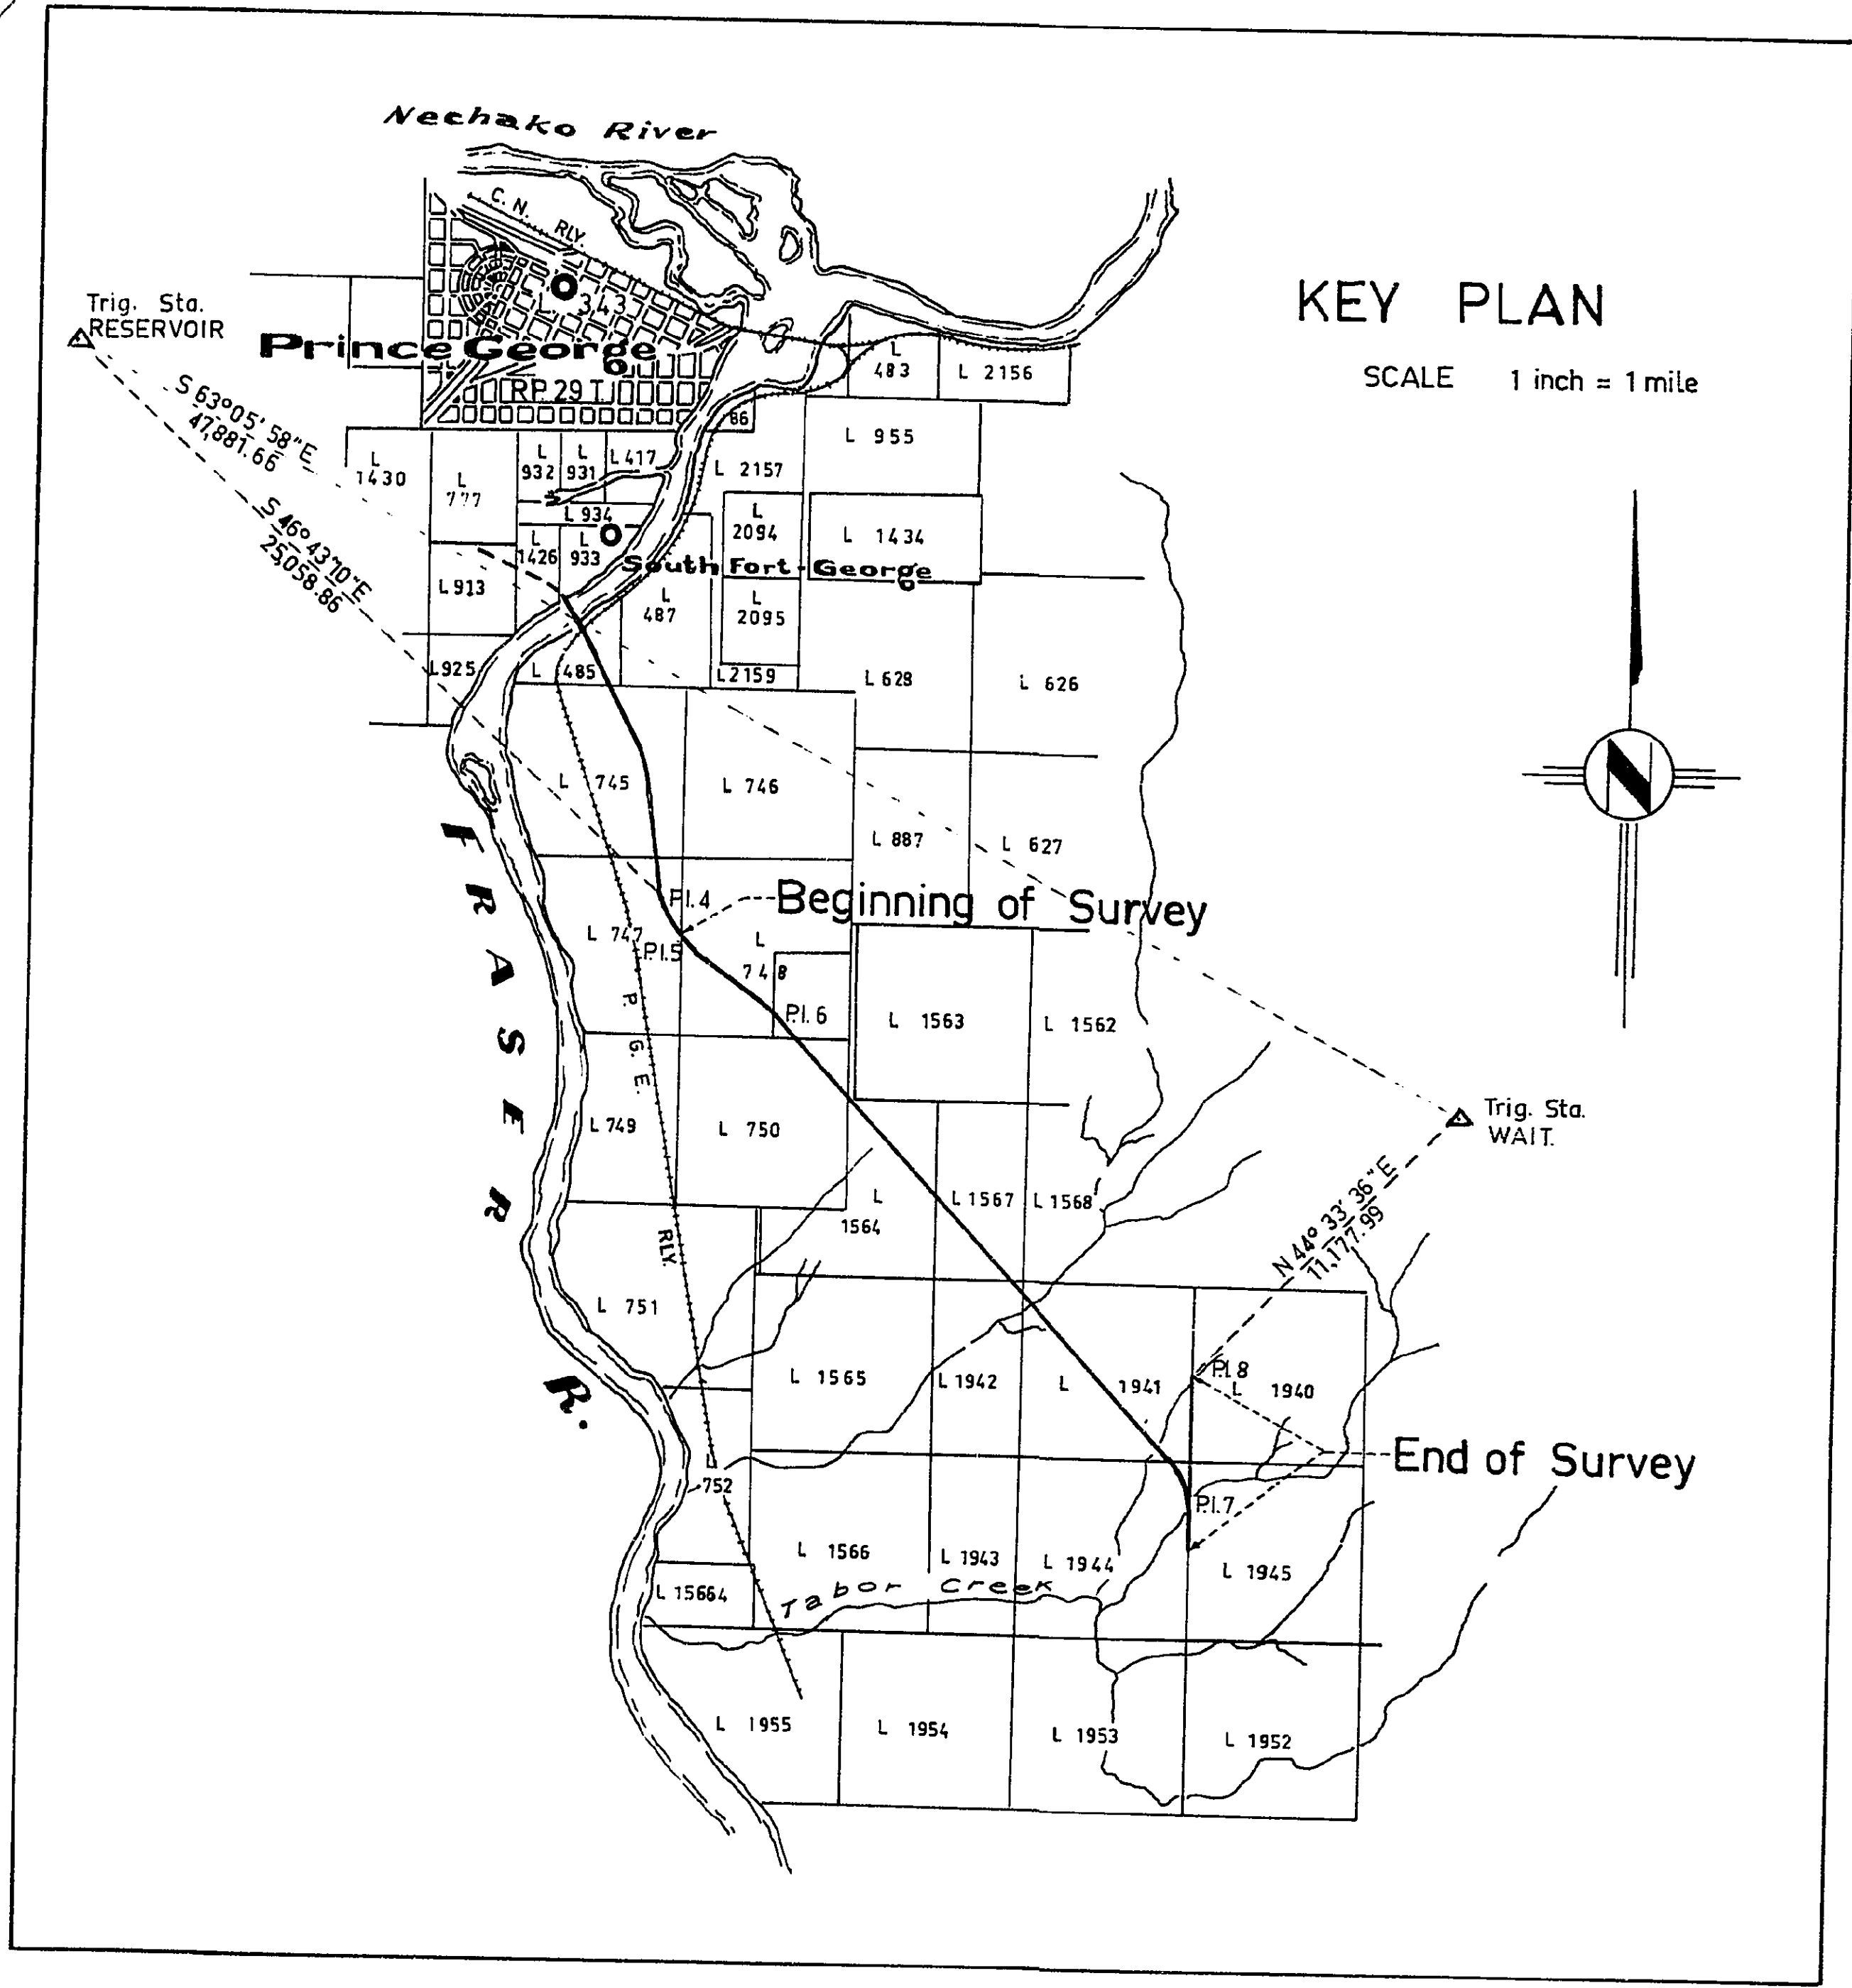 Nechako River
C. N. RLY.
KEY PLAN
SCALE 1 inch = 1 mile
Trig. Sta.
RESERVOIR
L 343
Prince George
RP. 29 T.
L
483
L 2156
86
S 63°05'58"E
47,881.66
S 46°43'10"E
25,058.86
L
1430
L
777
L
932
L
931
L 417
L 2157
L 955
L 934
L
2094
L 1434
L
1426
L
933
South Fort-George
L 913
L
487
L
2095
L 925
L 485
L 2159
L 628
L 626
L 745
L 746
L 887
L 627
FRASER R.
P.I.4
Beginning of Survey
L 747
P.I.5
L
748
P.I.6
L 1563
L 1562
P. G. E. RLY.
L 749
L 750
Trig. Sta.
WAIT.
N 44° 33' 36" E
11,177.99
L
1564
L 1567
L 1568
L 751
L 1565
L 1942
L 1941
P.I.8
L 1940
End of Survey
L
752
P.I.7
L 1566
L 1943
L 1944
L 1945
L 15664
Tabor Creek
L 1955
L 1954
L 1953
L 1952
N